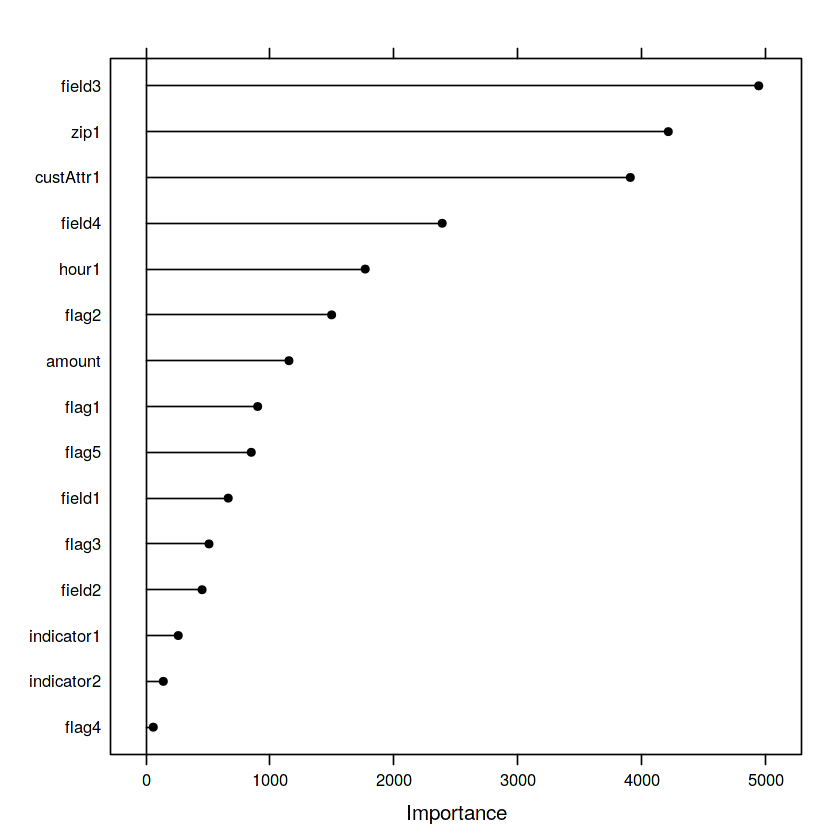 field3
zip1
custAttr1
field4
hour1
flag2
amount
flag1
flag5
field1
flag3
field2
indicator1
indicator2
flag4
0 1000 2000 3000 4000 5000
Importance